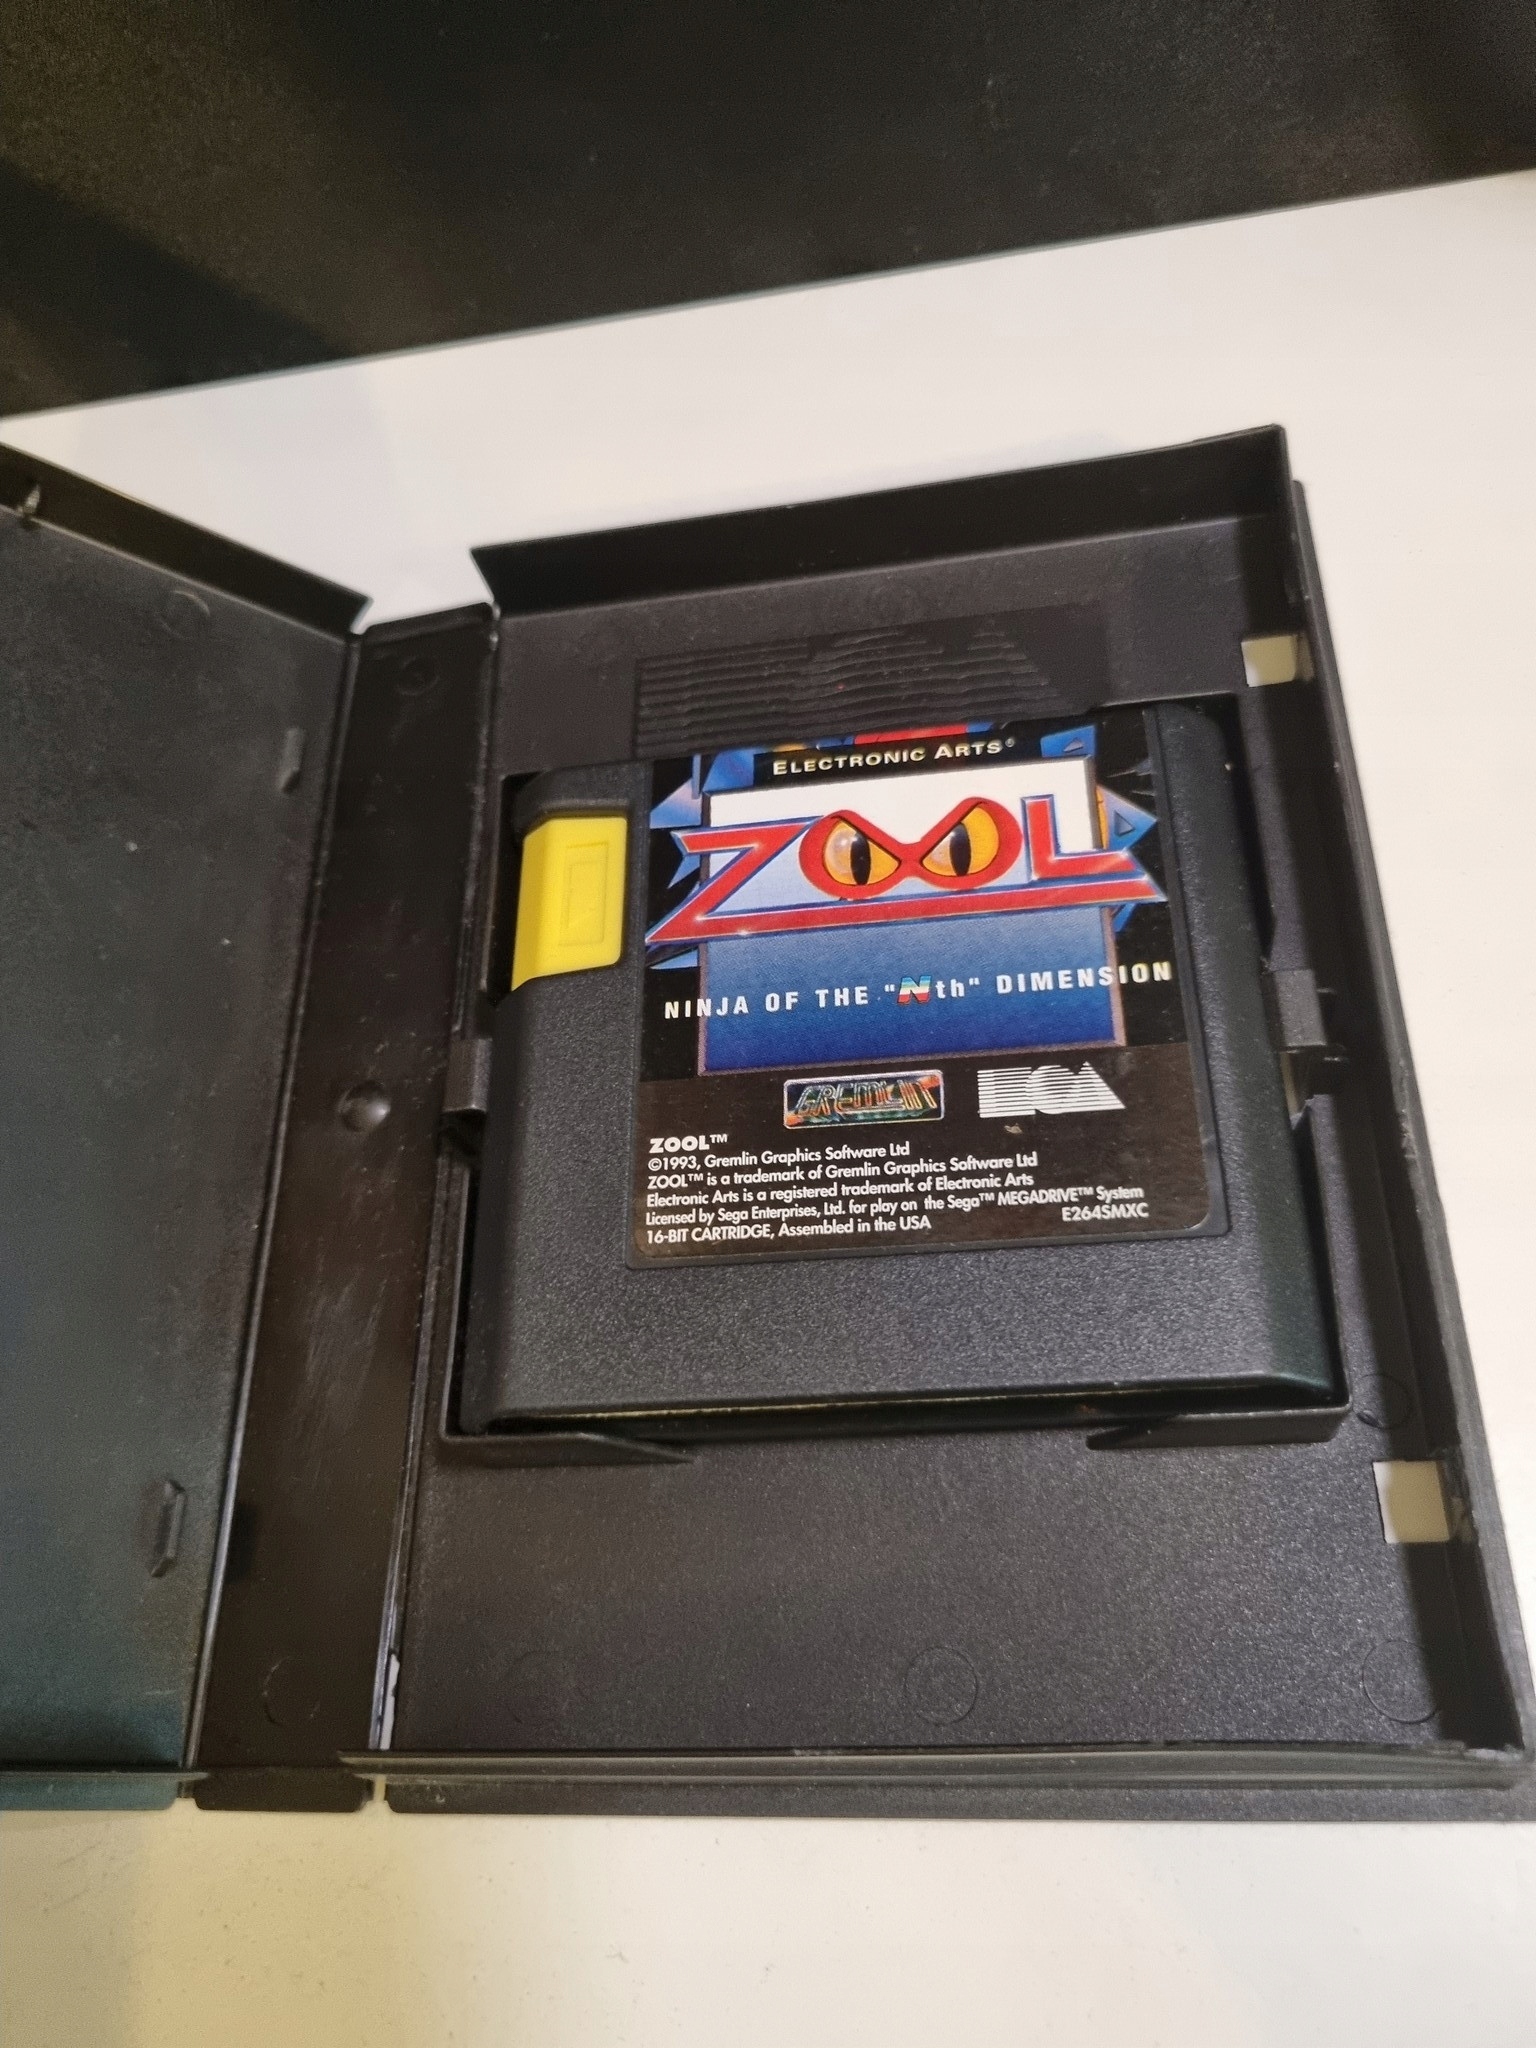 ELECTRONIC ARTS®
ZOOL
NINJA OF THE "Nth" DIMENSION
GREMLIN EA
ZOOL™
©1993, Gremlin Graphics Software Ltd
ZOOL™ is a trademark of Gremlin Graphics Software Ltd
Electronic Arts is a registered trademark of Electronic Arts
Licensed by Sega Enterprises, Ltd. for play on the Sega™ MEGADRIVE™ System
16-BIT CARTRIDGE, Assembled in the USA E264SMXC